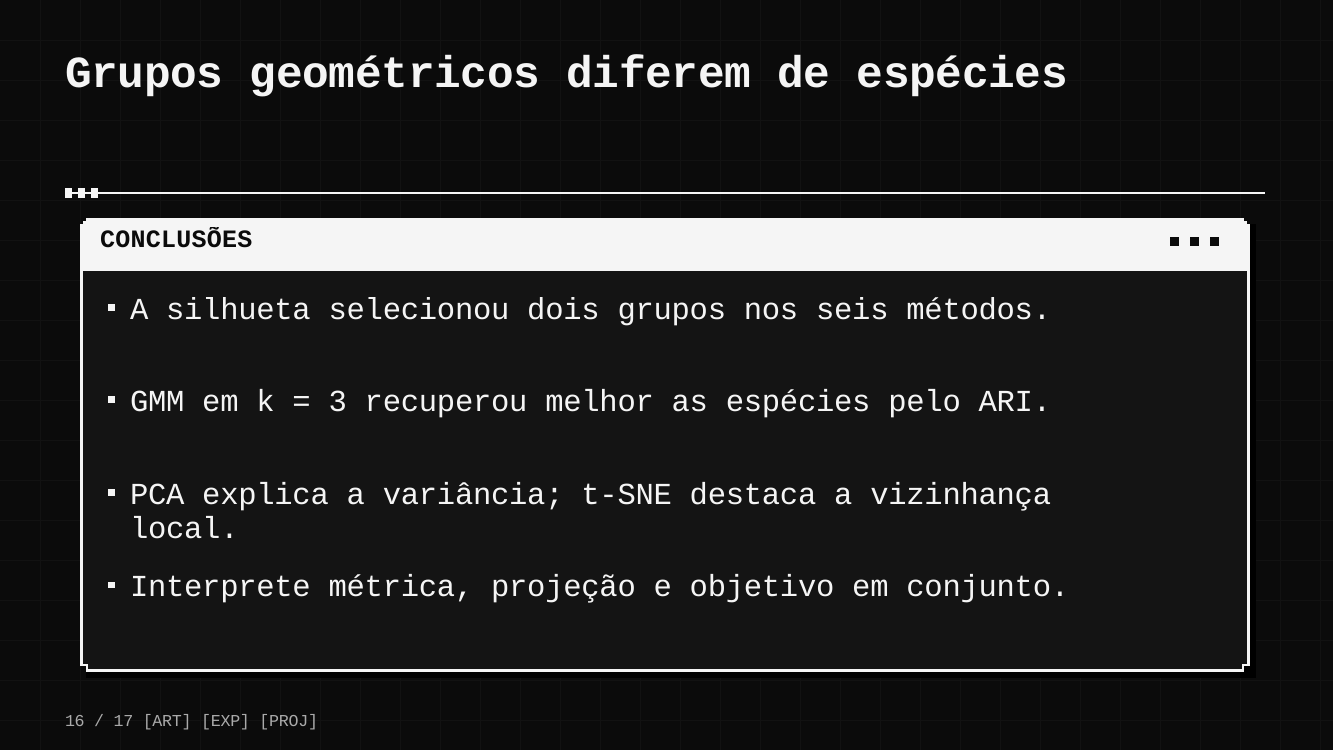 Grupos geométricos diferem de espécies
CONCLUSÕES
▪ A silhueta selecionou dois grupos nos seis métodos.
▪ GMM em k = 3 recuperou melhor as espécies pelo ARI.
▪ PCA explica a variância; t-SNE destaca a vizinhança
local.
▪ Interprete métrica, projeção e objetivo em conjunto.
16 / 17 [ART] [EXP] [PROJ]